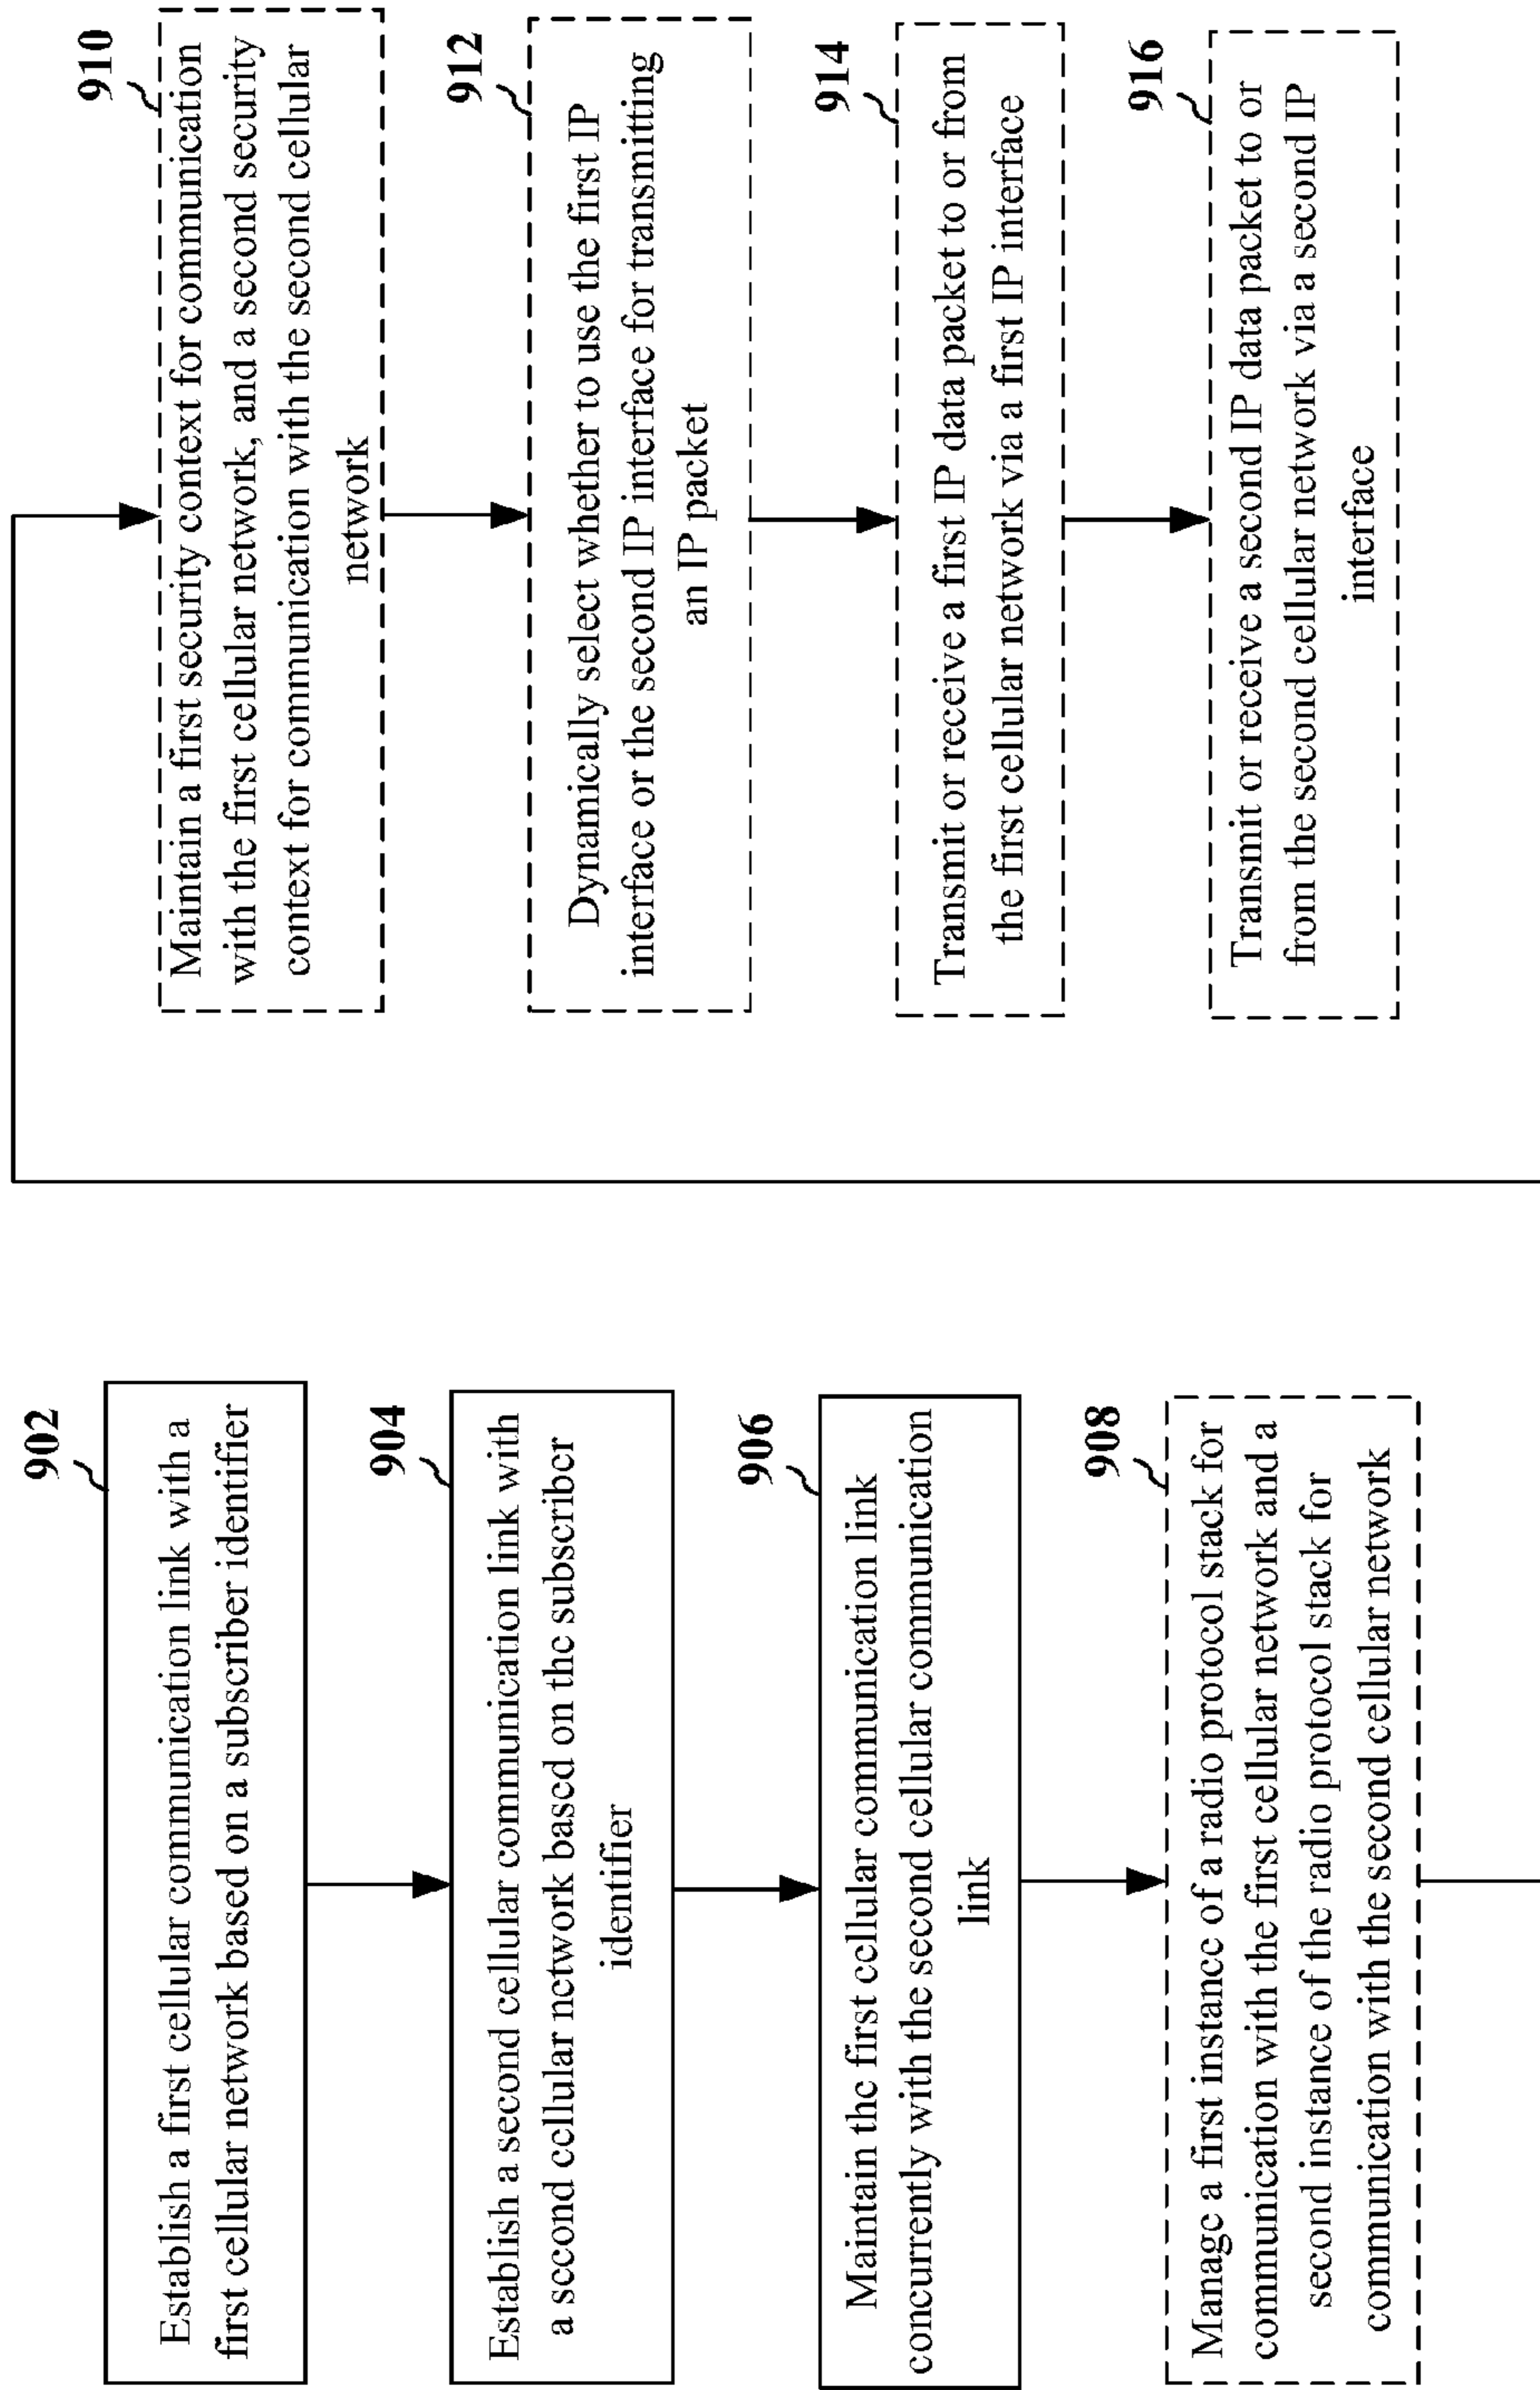 902
Establish a first cellular communication link with a
first cellular network based on a subscriber identifier
904
Establish a second cellular communication link with
a second cellular network based on the subscriber
identifier
906
Maintain the first cellular communication link
concurrently with the second cellular communication
link
908
Manage a first instance of a radio protocol stack for
communication with the first cellular network and a
second instance of the radio protocol stack for
communication with the second cellular network
910
Maintain a first security context for communication
with the first cellular network, and a second security
context for communication with the second cellular
network
912
Dynamically select whether to use the first IP
interface or the second IP interface for transmitting
an IP packet
914
Transmit or receive a first IP data packet to or from
the first cellular network via a first IP interface
916
Transmit or receive a second IP data packet to or
from the second cellular network via a second IP
interface